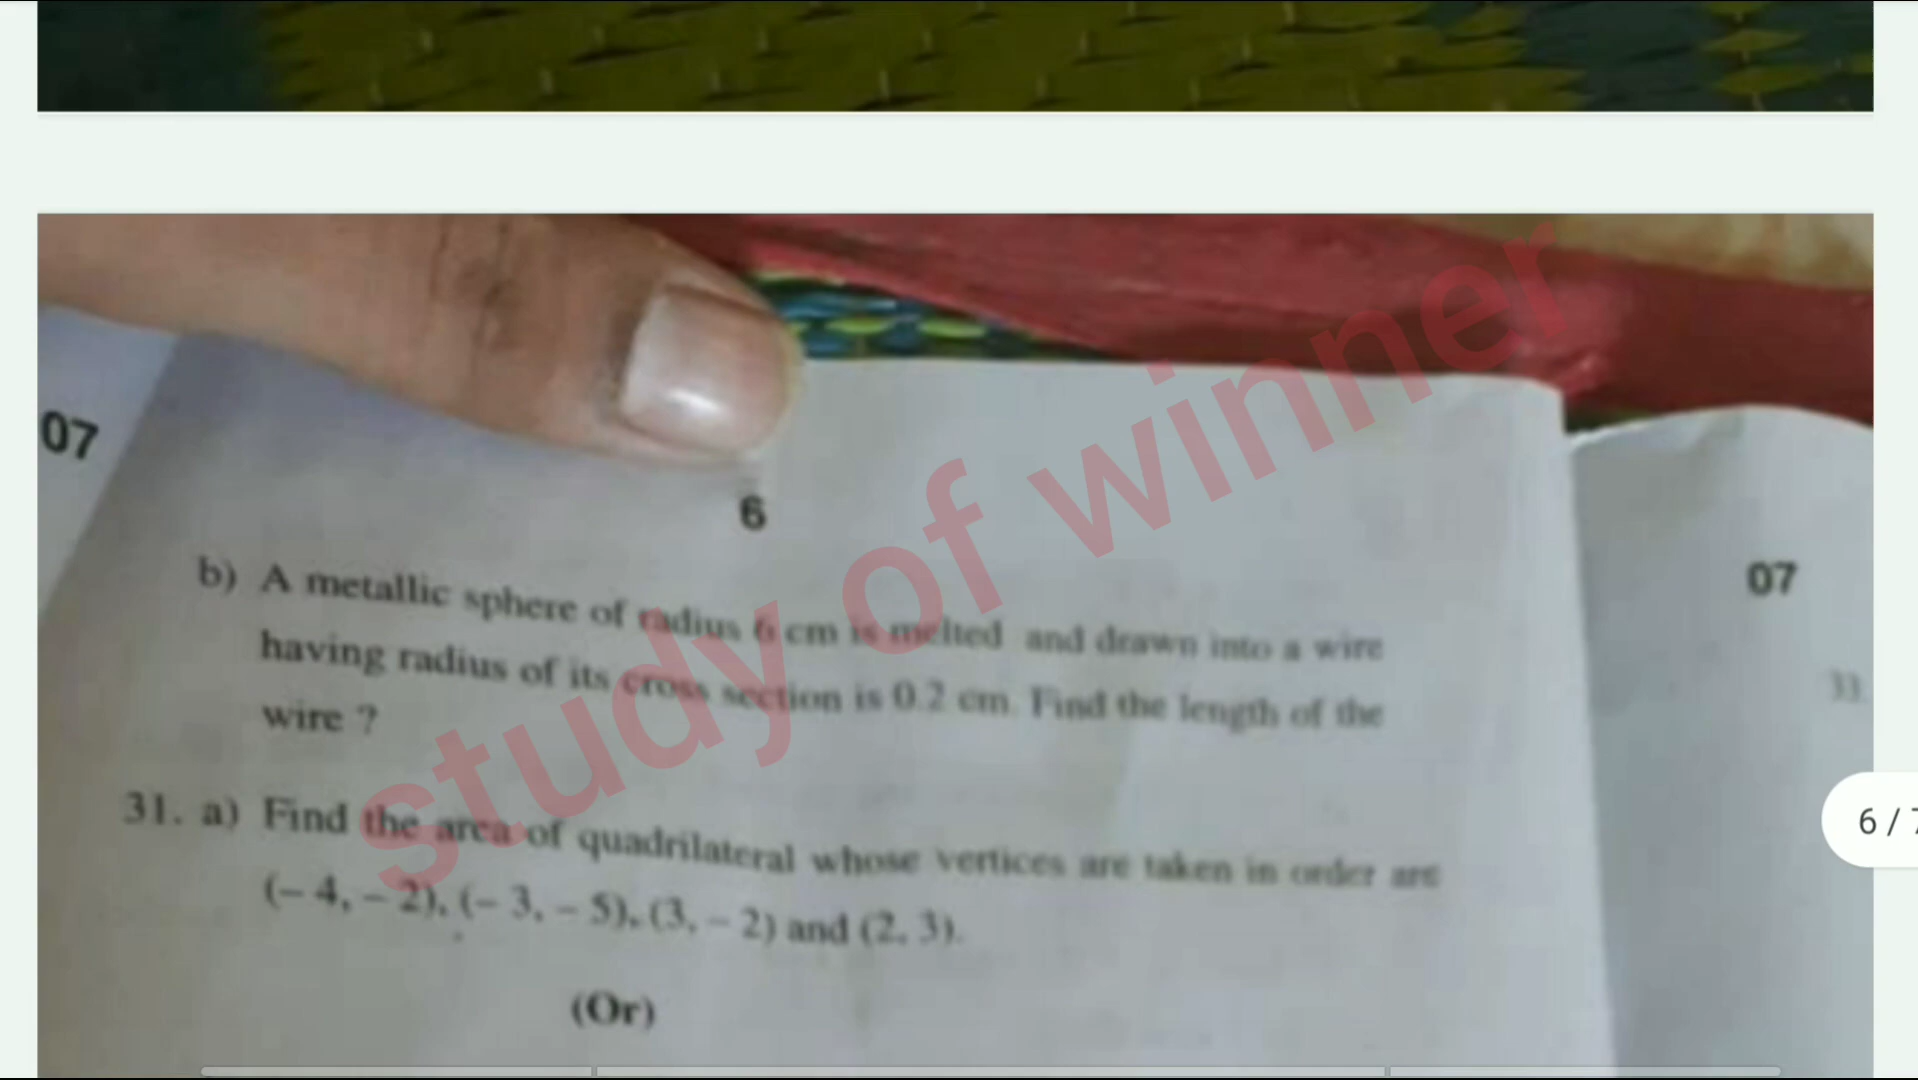 07
6
b) A metallic sphere of radius 6 cm is melted and drawn into a wire
having radius of its cross section is 0.2 cm. Find the length of the
wire ?
31. a) Find the area of quadrilateral whose vertices are taken in order are
(– 4, – 2), (– 3, – 5), (3, – 2) and (2, 3).
(Or)
07
33
6 / 7
study of winner